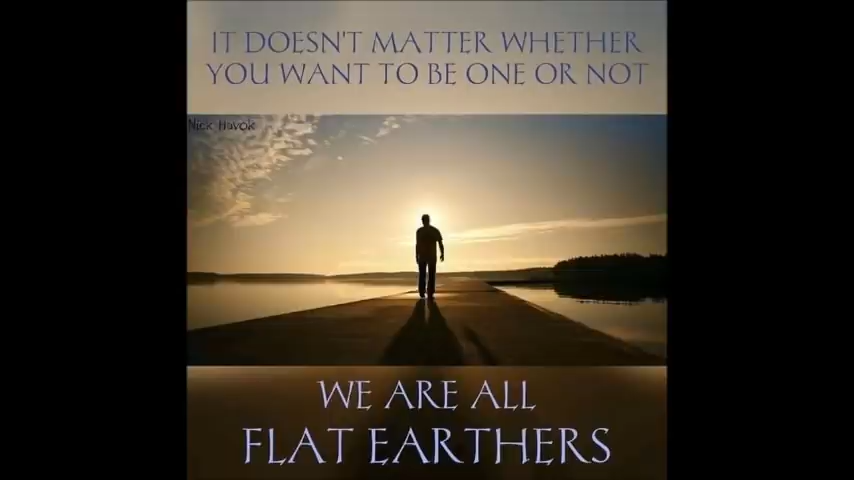 IT DOESN'T MATTER WHETHER
YOU WANT TO BE ONE OR NOT
Nick Havok
WE ARE ALL
FLAT EARTHERS